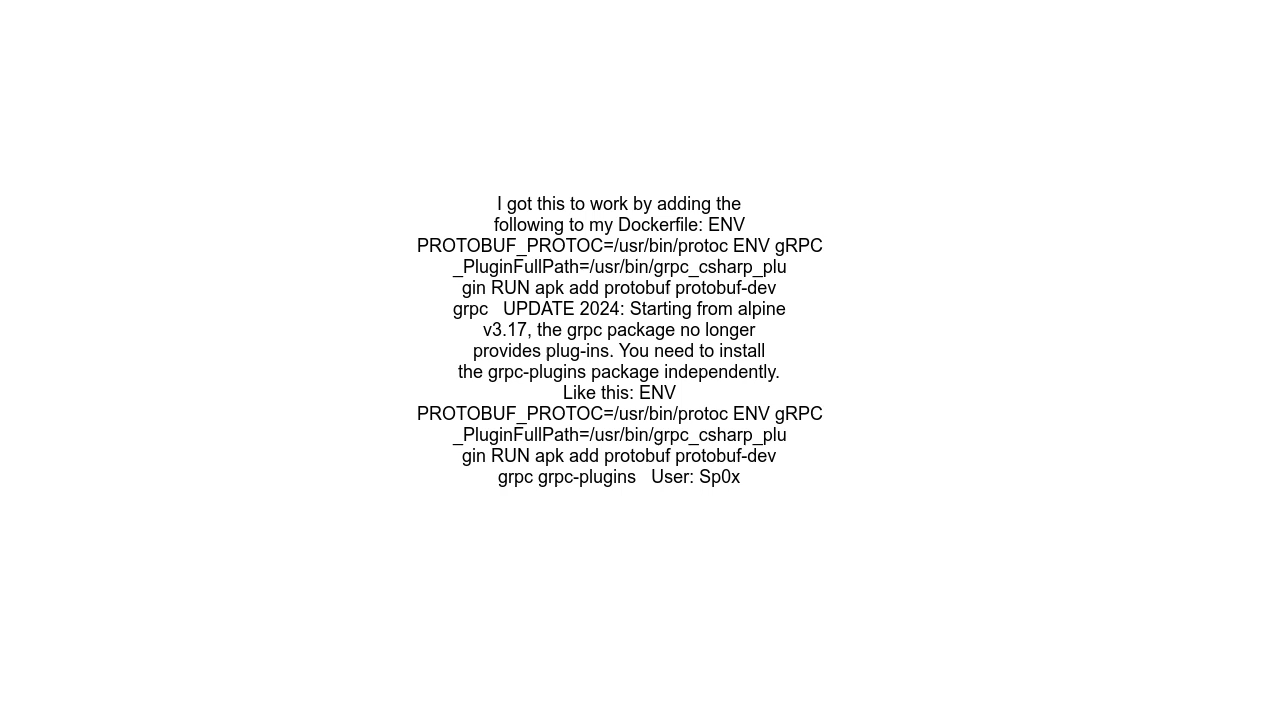 I got this to work by adding the
following to my Dockerfile: ENV
PROTOBUF_PROTOC=/usr/bin/protoc ENV gRPC
_PluginFullPath=/usr/bin/grpc_csharp_plu
gin RUN apk add protobuf protobuf-dev
grpc   UPDATE 2024: Starting from alpine
v3.17, the grpc package no longer
provides plug-ins. You need to install
the grpc-plugins package independently.
Like this: ENV
PROTOBUF_PROTOC=/usr/bin/protoc ENV gRPC
_PluginFullPath=/usr/bin/grpc_csharp_plu
gin RUN apk add protobuf protobuf-dev
grpc grpc-plugins   User: Sp0x